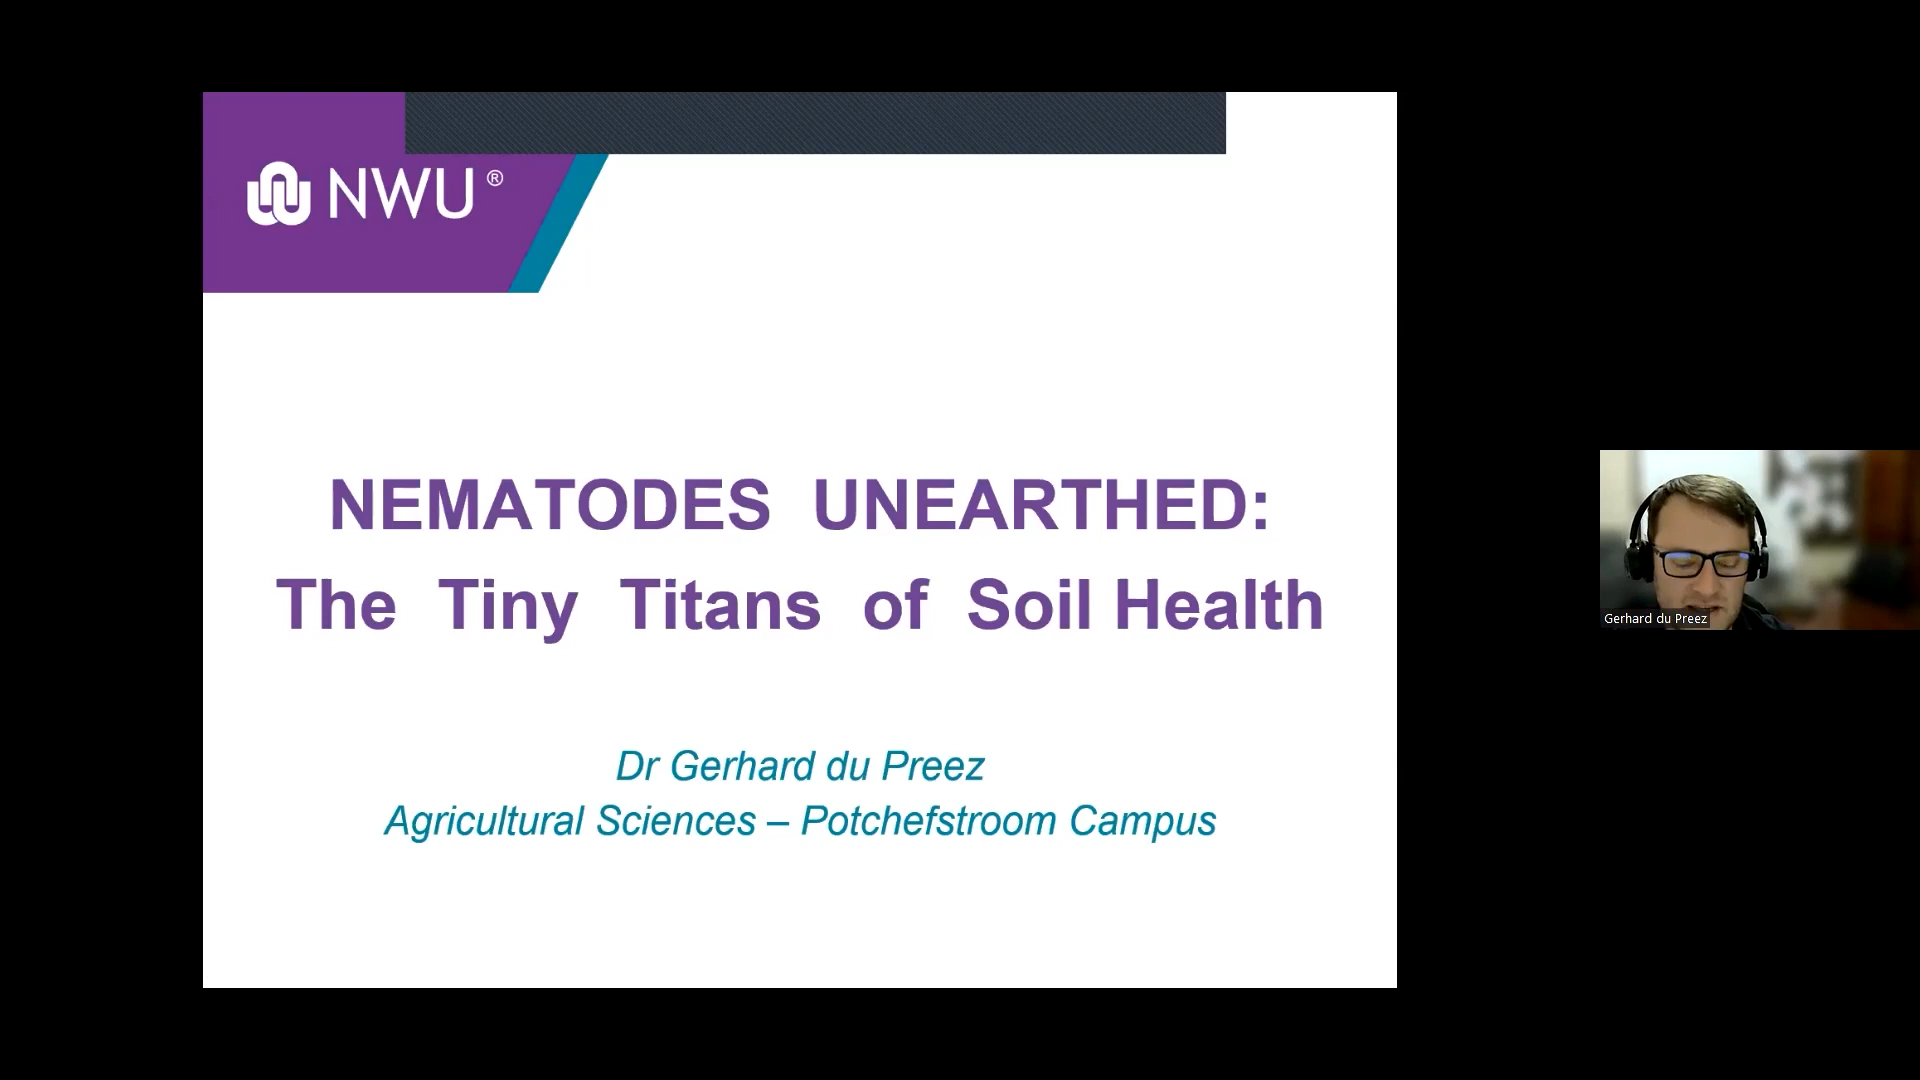 NWU®
NEMATODES UNEARTHED:
The Tiny Titans of Soil Health
Dr Gerhard du Preez
Agricultural Sciences – Potchefstroom Campus
Gerhard du Preez